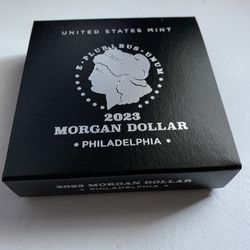 UNITED STATES MINT
E·PLURIBUS·UNUM
2023
MORGAN DOLLAR
• PHILADELPHIA •
2023 MORGAN DOLLAR
• PHILADELPHIA •